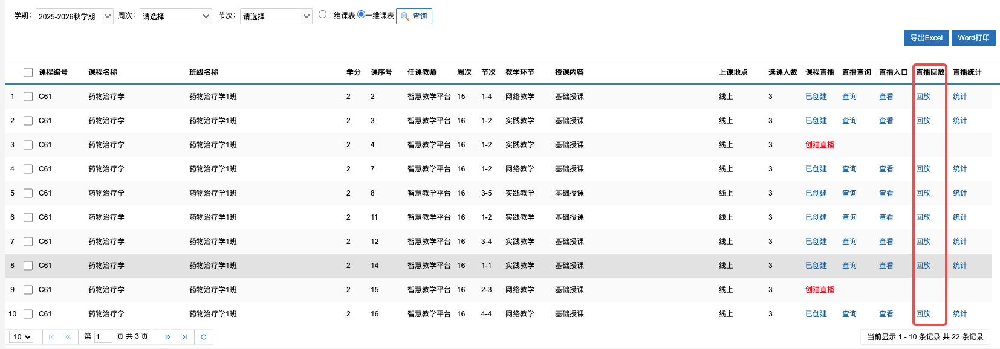 学期: 2025-2026秋学期 周次: 请选择 节次: 请选择 二维课表 一维课表 查询
导出Excel Word打印
课程编号 课程名称 班级名称 学分 课序号 任课教师 周次 节次 教学环节 授课内容 上课地点 选课人数 课程直播 直播查询 直播入口 直播回放 直播统计
1 C61 药物治疗学 药物治疗学1班 2 2 智慧教学平台 15 1-4 网络教学 基础授课 线上 3 已创建 查询 查看 回放 统计
2 C61 药物治疗学 药物治疗学1班 2 3 智慧教学平台 16 1-2 实践教学 基础授课 线上 3 已创建 查询 查看 回放 统计
3 C61 药物治疗学 药物治疗学1班 2 4 智慧教学平台 16 1-2 实践教学 基础授课 线上 3 创建直播
4 C61 药物治疗学 药物治疗学1班 2 7 智慧教学平台 16 1-2 网络教学 基础授课 线上 3 已创建 查询 查看 回放 统计
5 C61 药物治疗学 药物治疗学1班 2 8 智慧教学平台 16 3-5 实践教学 基础授课 线上 3 已创建 查询 查看 回放 统计
6 C61 药物治疗学 药物治疗学1班 2 11 智慧教学平台 16 1-2 实践教学 基础授课 线上 3 已创建 查询 查看 回放 统计
7 C61 药物治疗学 药物治疗学1班 2 12 智慧教学平台 16 3-4 实践教学 基础授课 线上 3 已创建 查询 查看 回放 统计
8 C61 药物治疗学 药物治疗学1班 2 14 智慧教学平台 16 1-1 实践教学 基础授课 线上 3 已创建 查询 查看 回放 统计
9 C61 药物治疗学 药物治疗学1班 2 15 智慧教学平台 16 2-3 网络教学 基础授课 线上 3 创建直播
10 C61 药物治疗学 药物治疗学1班 2 16 智慧教学平台 16 4-4 网络教学 基础授课 线上 3 已创建 查询 查看 回放 统计
10 第 1 页 共 3 页 当前显示 1 - 10 条记录 共 22 条记录